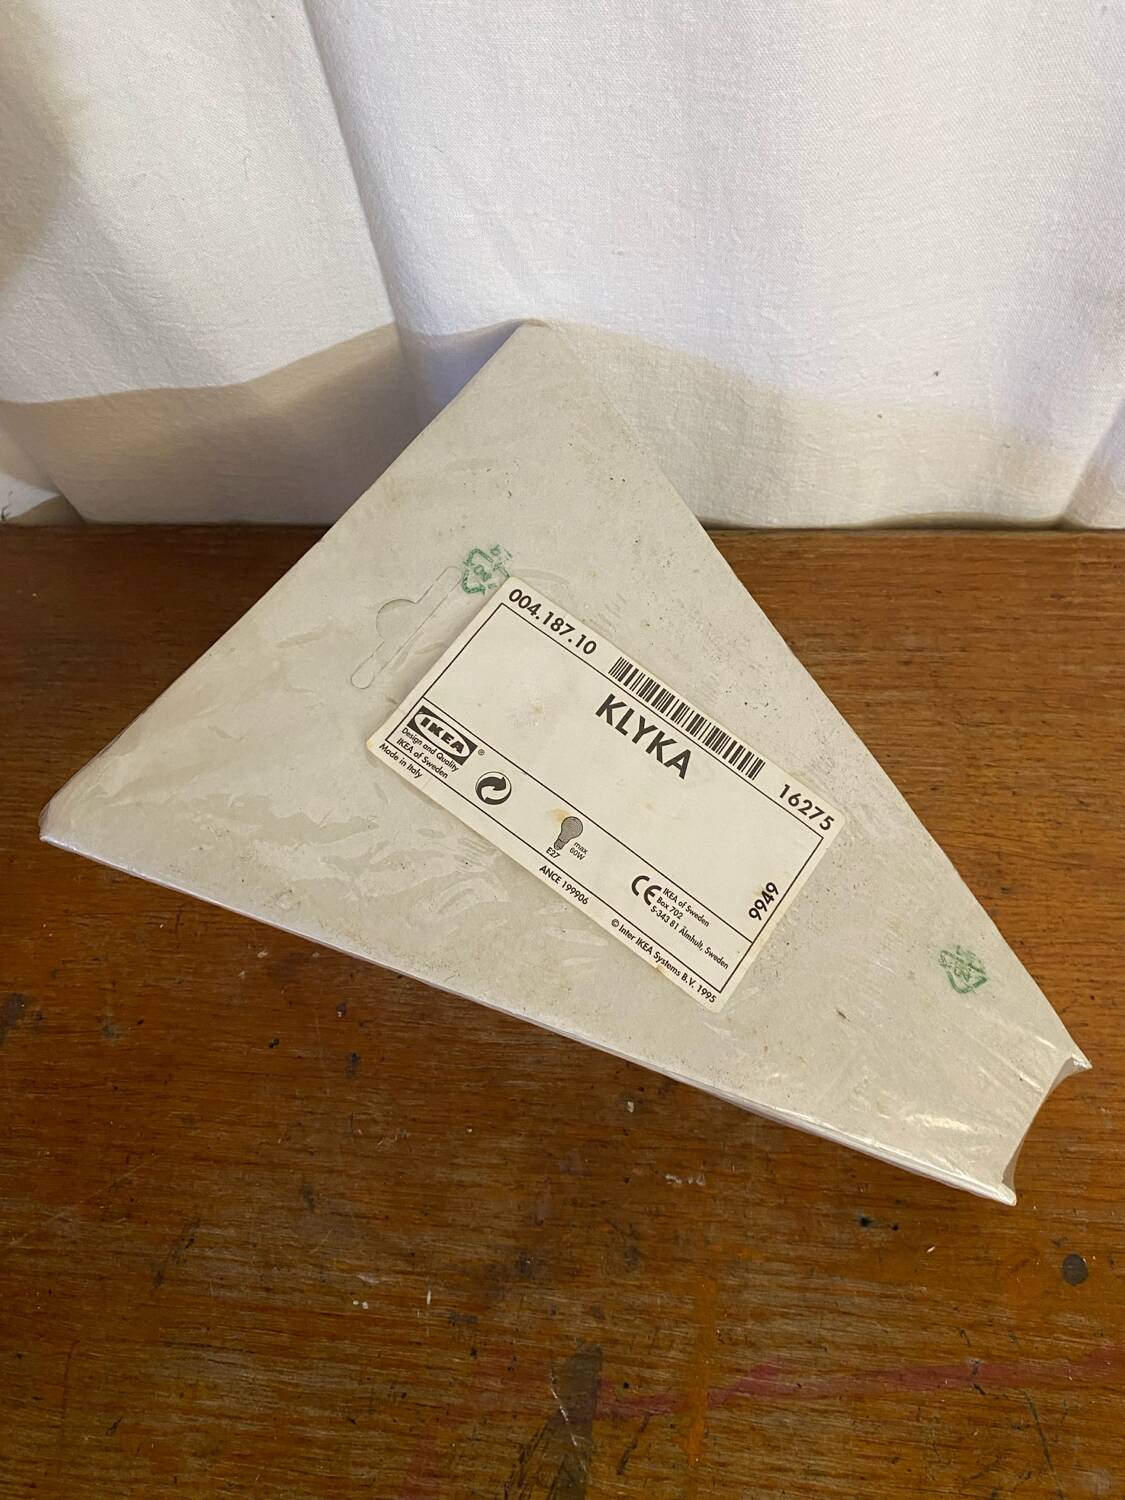 004.187.10
16275
KLYKA
IKEA®
Design and Quality
IKEA of Sweden
Made in Italy
E27
max
60W
CE
IKEA of Sweden
Box 702
S-343 81 Älmhult, Sweden
9949
ANCE 199906
© Inter IKEA Systems B.V. 1995